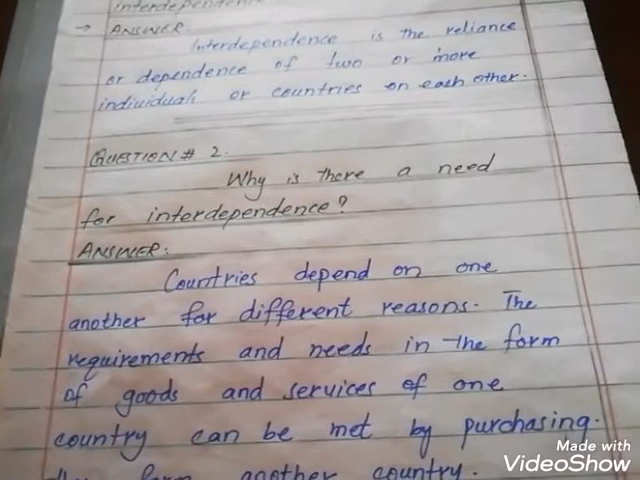 interdependence
→ ANSWER
Interdependence is the reliance
or dependence of two or more
individuals or countries on each other.
QUESTION# 2.
Why is there a need
for interdependence?
ANSWER:
Countries depend on one
another for different reasons. The
requirements and needs in the form
of goods and services of one
country can be met by purchasing.
them form another country.
Made with
VideoShow